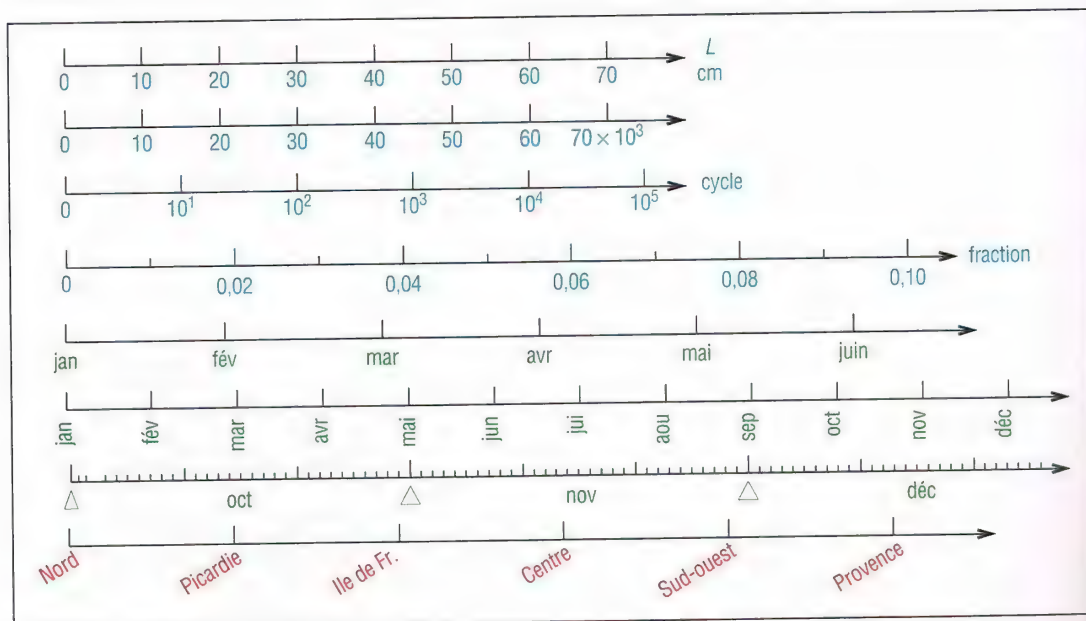 L
0 10 20 30 40 50 60 70 cm
0 10 20 30 40 50 60 70 × 10³
cycle
0 10¹ 10² 10³ 10⁴ 10⁵
fraction
0 0,02 0,04 0,06 0,08 0,10
jan fév mar avr mai juin
jan fév mar avr mai jun jui aou sep oct nov déc
oct nov déc
Nord Picardie Ile de Fr. Centre Sud-ouest Provence